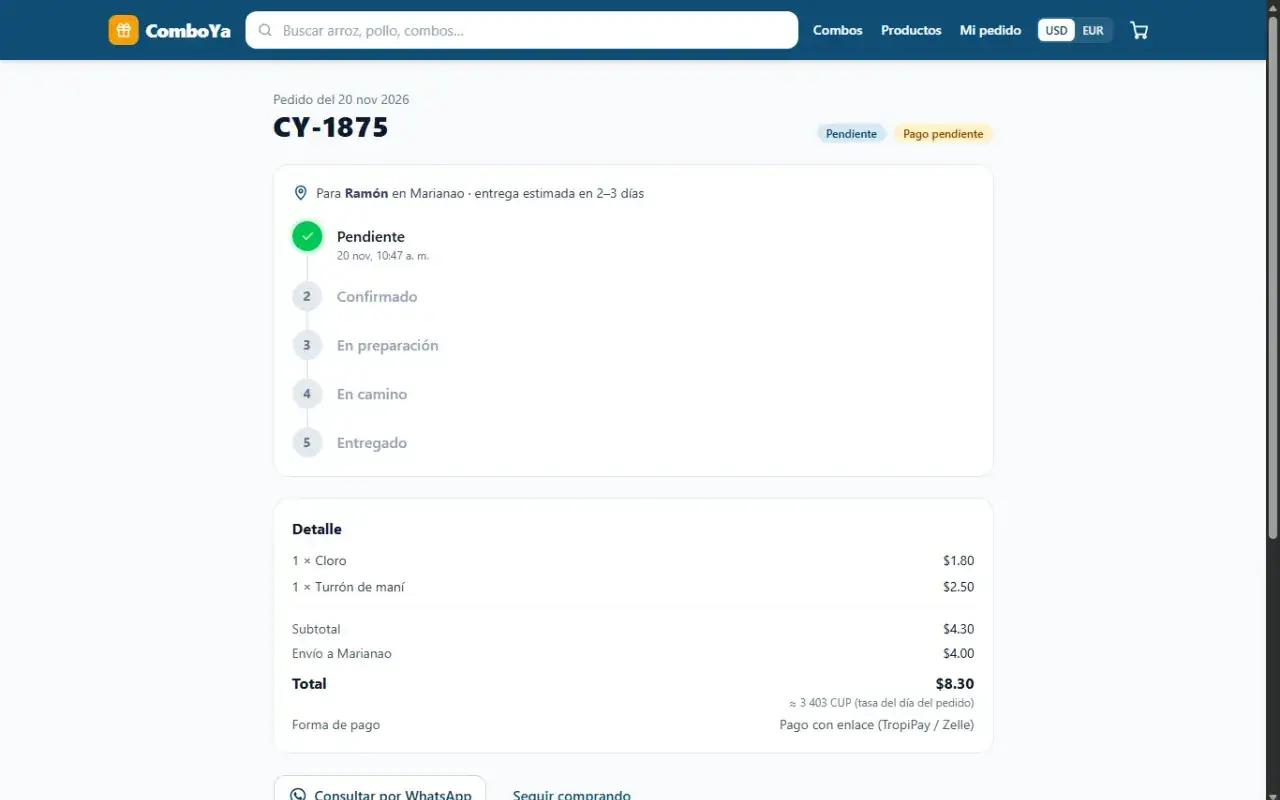 ComboYa
Buscar arroz, pollo, combos...
Combos
Productos
Mi pedido
USD
EUR
Pedido del 20 nov 2026
CY-1875
Pendiente
Pago pendiente
Para Ramón en Marianao · entrega estimada en 2–3 días
Pendiente
20 nov, 10:47 a. m.
2
Confirmado
3
En preparación
4
En camino
5
Entregado
Detalle
1 × Cloro $1.80
1 × Turrón de maní $2.50
Subtotal $4.30
Envío a Marianao $4.00
Total $8.30
≈ 3 403 CUP (tasa del día del pedido)
Forma de pago Pago con enlace (TropiPay / Zelle)
Consultar por WhatsApp
Seguir comprando